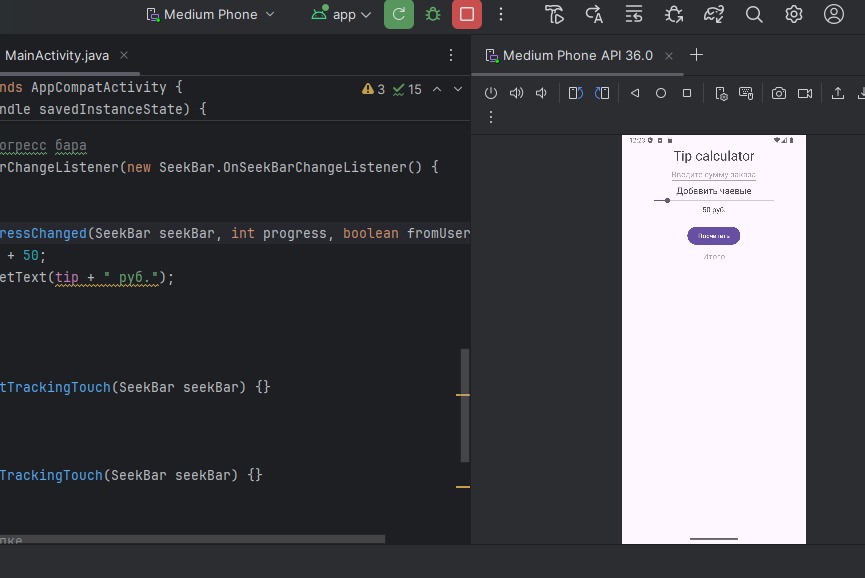 Medium Phone
app
MainActivity.java
Medium Phone API 36.0
nds AppCompatActivity {
3
15
ndle savedInstanceState) {
огресс бара
rChangeListener(new SeekBar.OnSeekBarChangeListener() {
ressChanged(SeekBar seekBar, int progress, boolean fromUser
+ 50;
etText(tip + " руб.");
tTrackingTouch(SeekBar seekBar) {}
TrackingTouch(SeekBar seekBar) {}
пке
12:23
Tip calculator
Введите сумму заказа
Добавить чаевые
50 руб.
Посчитать
Итого